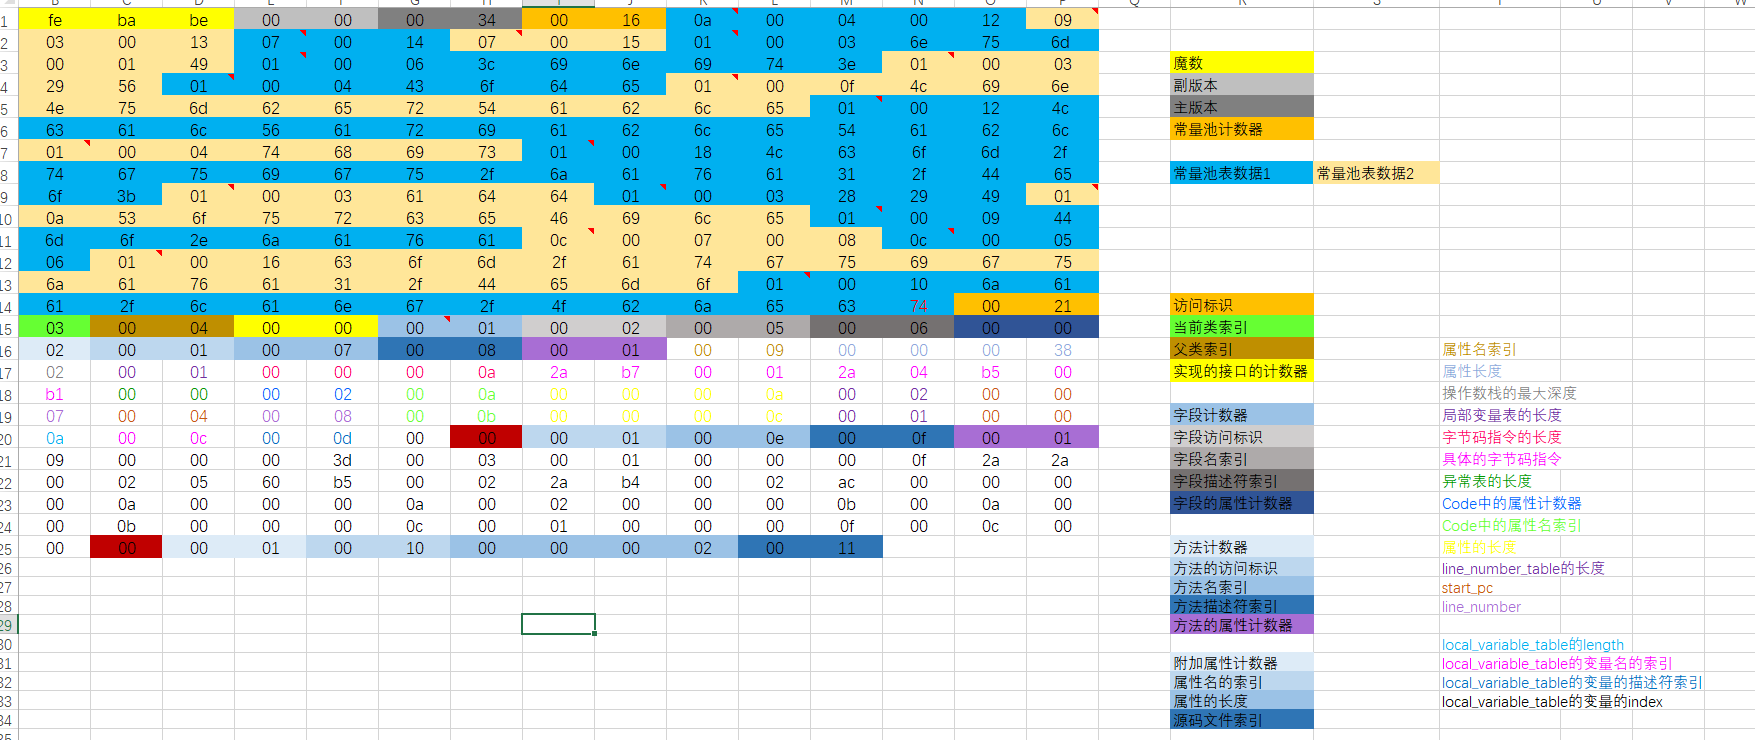 1 fe ba be 00 00 00 34 00 16 0a 00 04 00 12 09
2 03 00 13 07 00 14 07 00 15 01 00 03 6e 75 6d
3 00 01 49 01 00 06 3c 69 6e 69 74 3e 01 00 03 魔数
4 29 56 01 00 04 43 6f 64 65 01 00 0f 4c 69 6e 副版本
5 4e 75 6d 62 65 72 54 61 62 6c 65 01 00 12 4c 主版本
6 63 61 6c 56 61 72 69 61 62 6c 65 54 61 62 6c 常量池计数器
7 01 00 04 74 68 69 73 01 00 18 4c 63 6f 6d 2f
8 74 67 75 69 67 75 2f 6a 61 76 61 31 2f 44 65 常量池表数据1 常量池表数据2
9 6f 3b 01 00 03 61 64 64 01 00 03 28 29 49 01
10 0a 53 6f 75 72 63 65 46 69 6c 65 01 00 09 44
11 6d 6f 2e 6a 61 76 61 0c 00 07 00 08 0c 00 05
12 06 01 00 16 63 6f 6d 2f 61 74 67 75 69 67 75
13 6a 61 76 61 31 2f 44 65 6d 6f 01 00 10 6a 61
14 61 2f 6c 61 6e 67 2f 4f 62 6a 65 63 74 00 21 访问标识
15 03 00 04 00 00 00 01 00 02 00 05 00 06 00 00 当前类索引
16 02 00 01 00 07 00 08 00 01 00 09 00 00 00 38 父类索引 属性名索引
17 02 00 01 00 00 00 0a 2a b7 00 01 2a 04 b5 00 实现的接口的计数器 属性长度
18 b1 00 00 00 02 00 0a 00 00 00 0a 00 02 00 00 操作数栈的最大深度
19 07 00 04 00 08 00 0b 00 00 00 0c 00 01 00 00 字段计数器 局部变量表的长度
20 0a 00 0c 00 0d 00 00 00 01 00 0e 00 0f 00 01 字段访问标识 字节码指令的长度
21 09 00 00 00 3d 00 03 00 01 00 00 00 0f 2a 2a 字段名索引 具体的字节码指令
22 00 02 05 60 b5 00 02 2a b4 00 02 ac 00 00 00 字段描述符索引 异常表的长度
23 00 0a 00 00 00 0a 00 02 00 00 00 0b 00 0a 00 字段的属性计数器 Code中的属性计数器
24 00 0b 00 00 00 0c 00 01 00 00 00 0f 00 0c 00 Code中的属性名索引
25 00 00 00 01 00 10 00 00 00 02 00 11 方法计数器 属性的长度
26 方法的访问标识 line_number_table的长度
27 方法名索引 start_pc
28 方法描述符索引 line_number
29 方法的属性计数器
30 local_variable_table的length
31 附加属性计数器 local_variable_table的变量名的索引
32 属性名的索引 local_variable_table的变量的描述符索引
33 属性的长度 local_variable_table的变量的index
34 源码文件索引